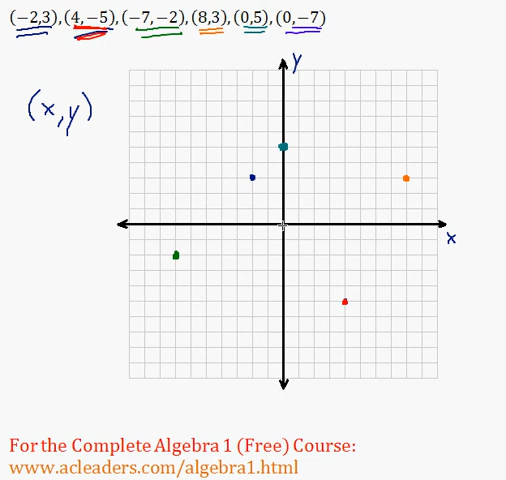 (−2,3),(4,−5),(−7,−2),(8,3),(0,5),(0,−7)
y
(x,y)
x
For the Complete Algebra 1 (Free) Course:
www.acleaders.com/algebra1.html